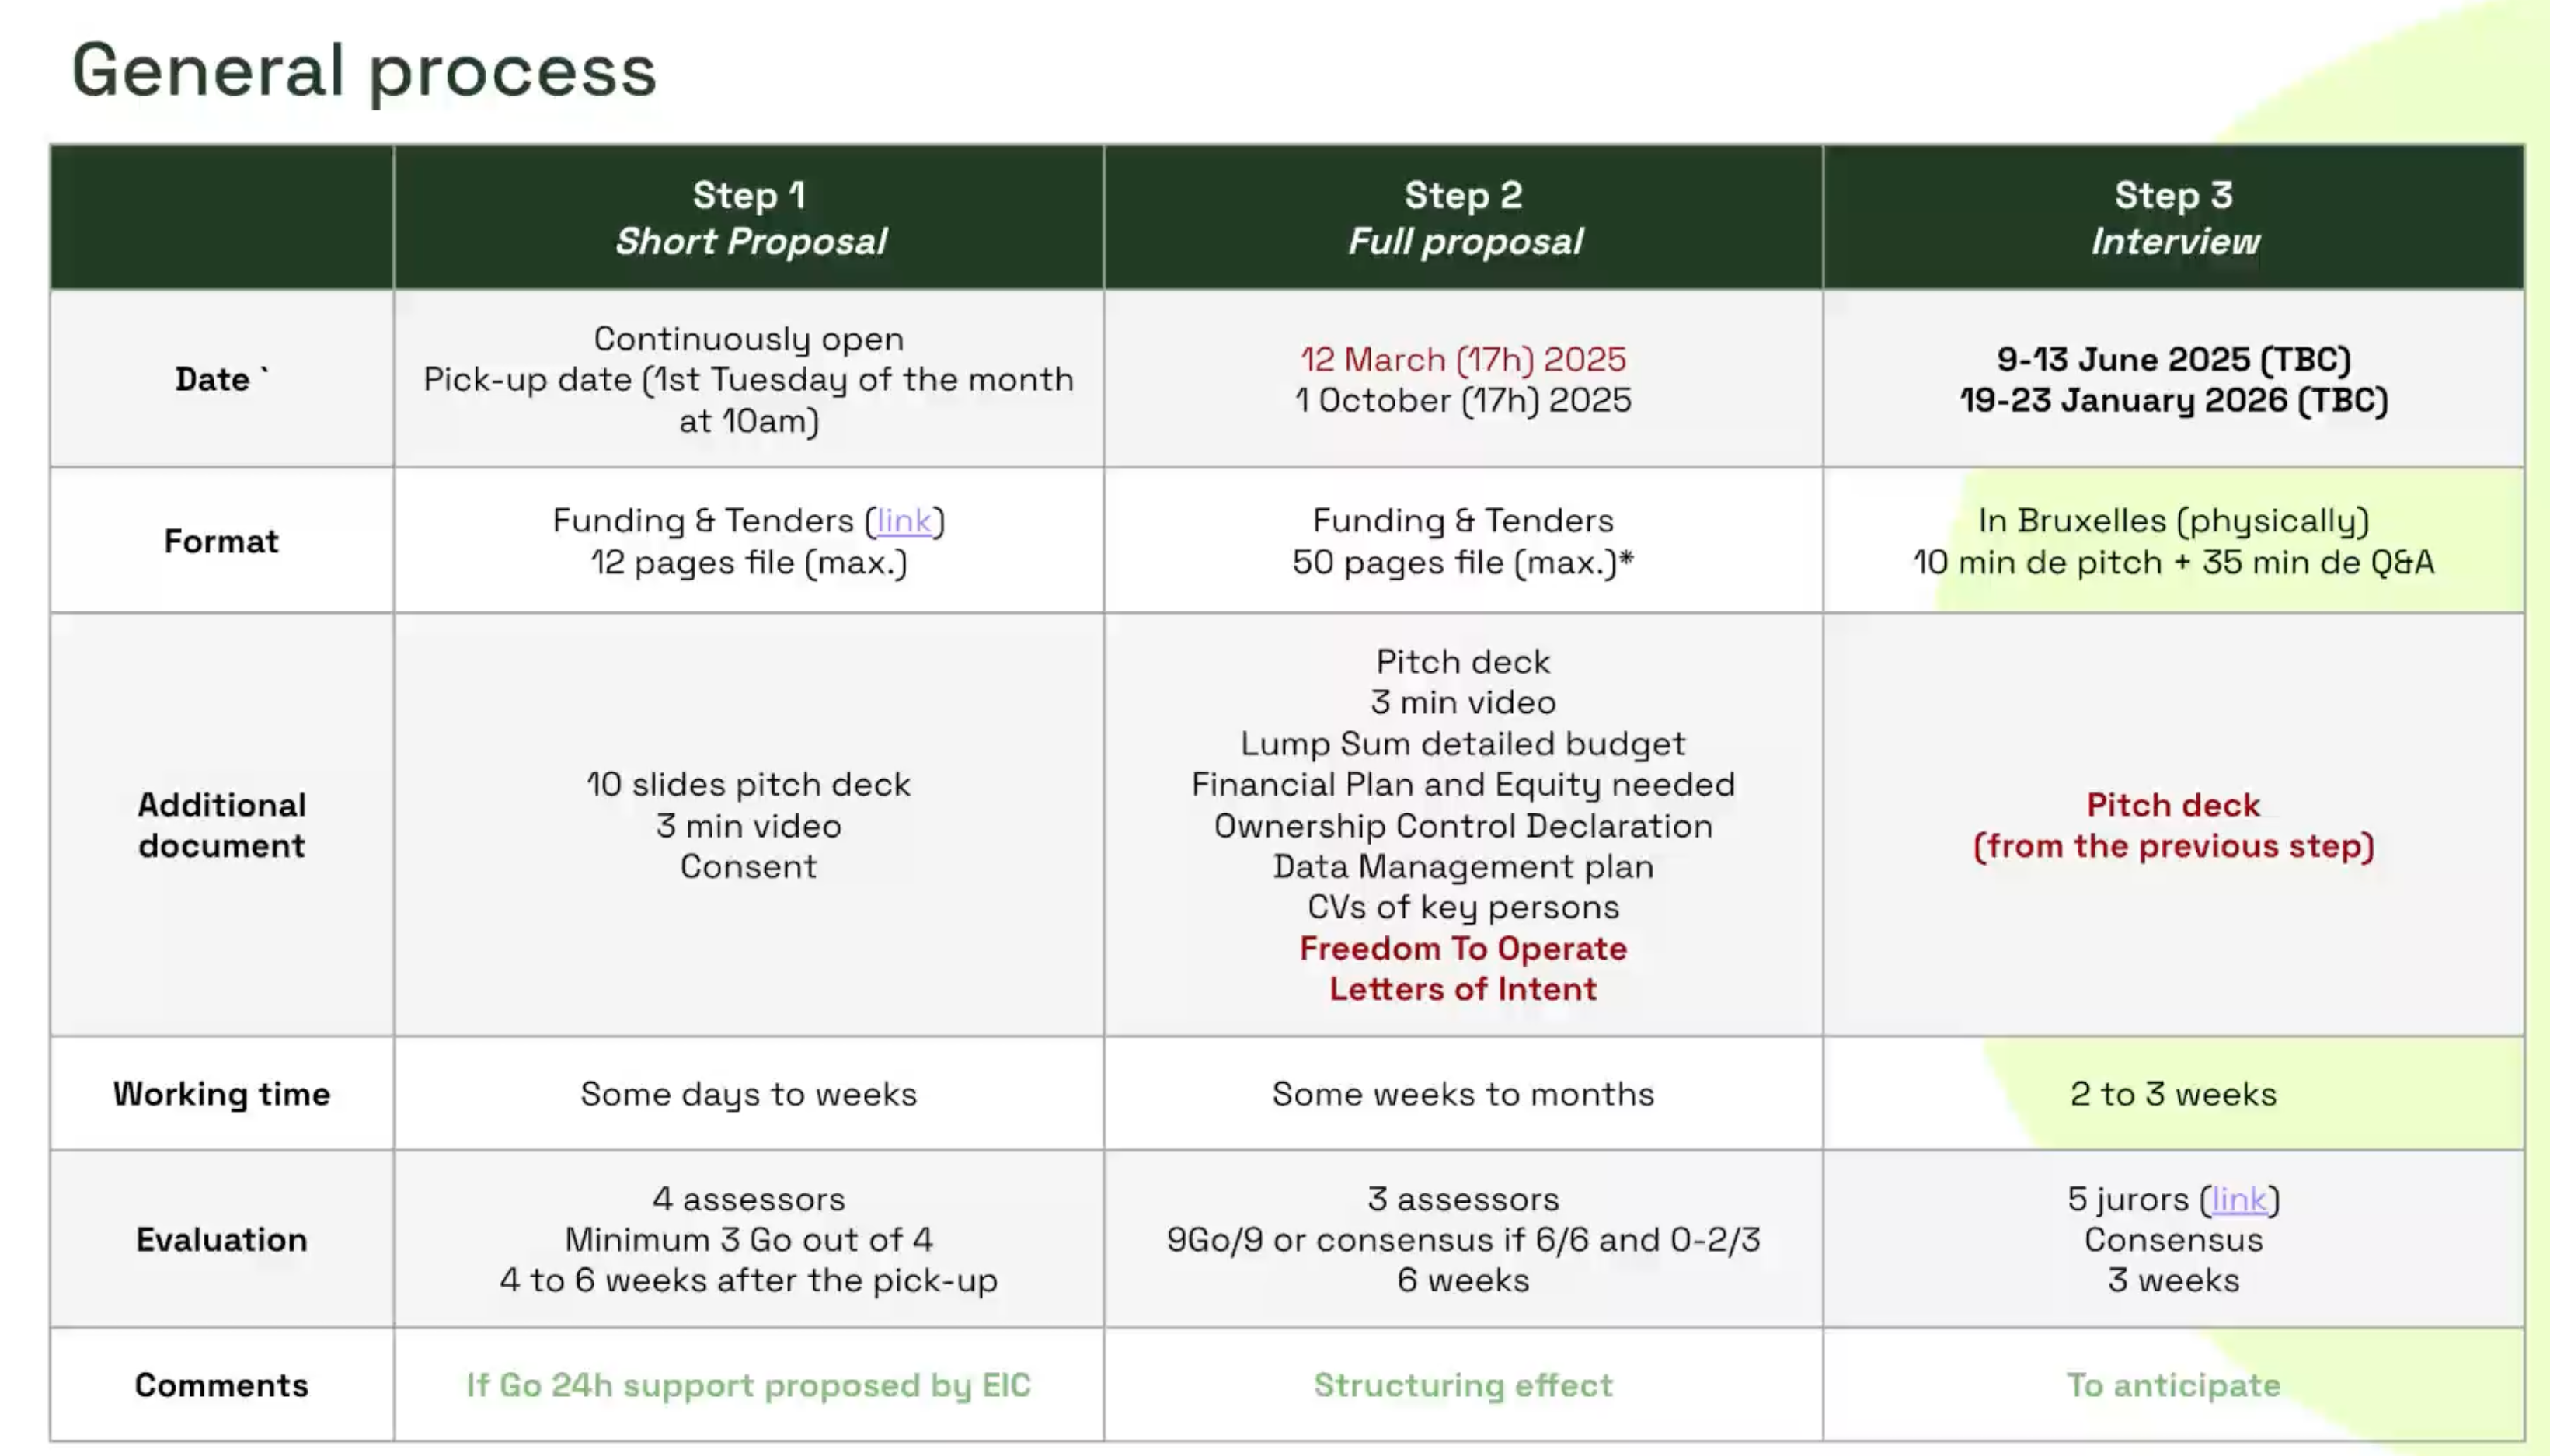 General process
Step 1
Short Proposal
Step 2
Full proposal
Step 3
Interview
Date `
Continuously open
Pick-up date (1st Tuesday of the month
at 10am)
12 March (17h) 2025
1 October (17h) 2025
9-13 June 2025 (TBC)
19-23 January 2026 (TBC)
Format
Funding & Tenders (link)
12 pages file (max.)
Funding & Tenders
50 pages file (max.)*
In Bruxelles (physically)
10 min de pitch + 35 min de Q&A
Additional
document
10 slides pitch deck
3 min video
Consent
Pitch deck
3 min video
Lump Sum detailed budget
Financial Plan and Equity needed
Ownership Control Declaration
Data Management plan
CVs of key persons
Freedom To Operate
Letters of Intent
Pitch deck
(from the previous step)
Working time
Some days to weeks
Some weeks to months
2 to 3 weeks
Evaluation
4 assessors
Minimum 3 Go out of 4
4 to 6 weeks after the pick-up
3 assessors
9Go/9 or consensus if 6/6 and 0-2/3
6 weeks
5 jurors (link)
Consensus
3 weeks
Comments
If Go 24h support proposed by EIC
Structuring effect
To anticipate